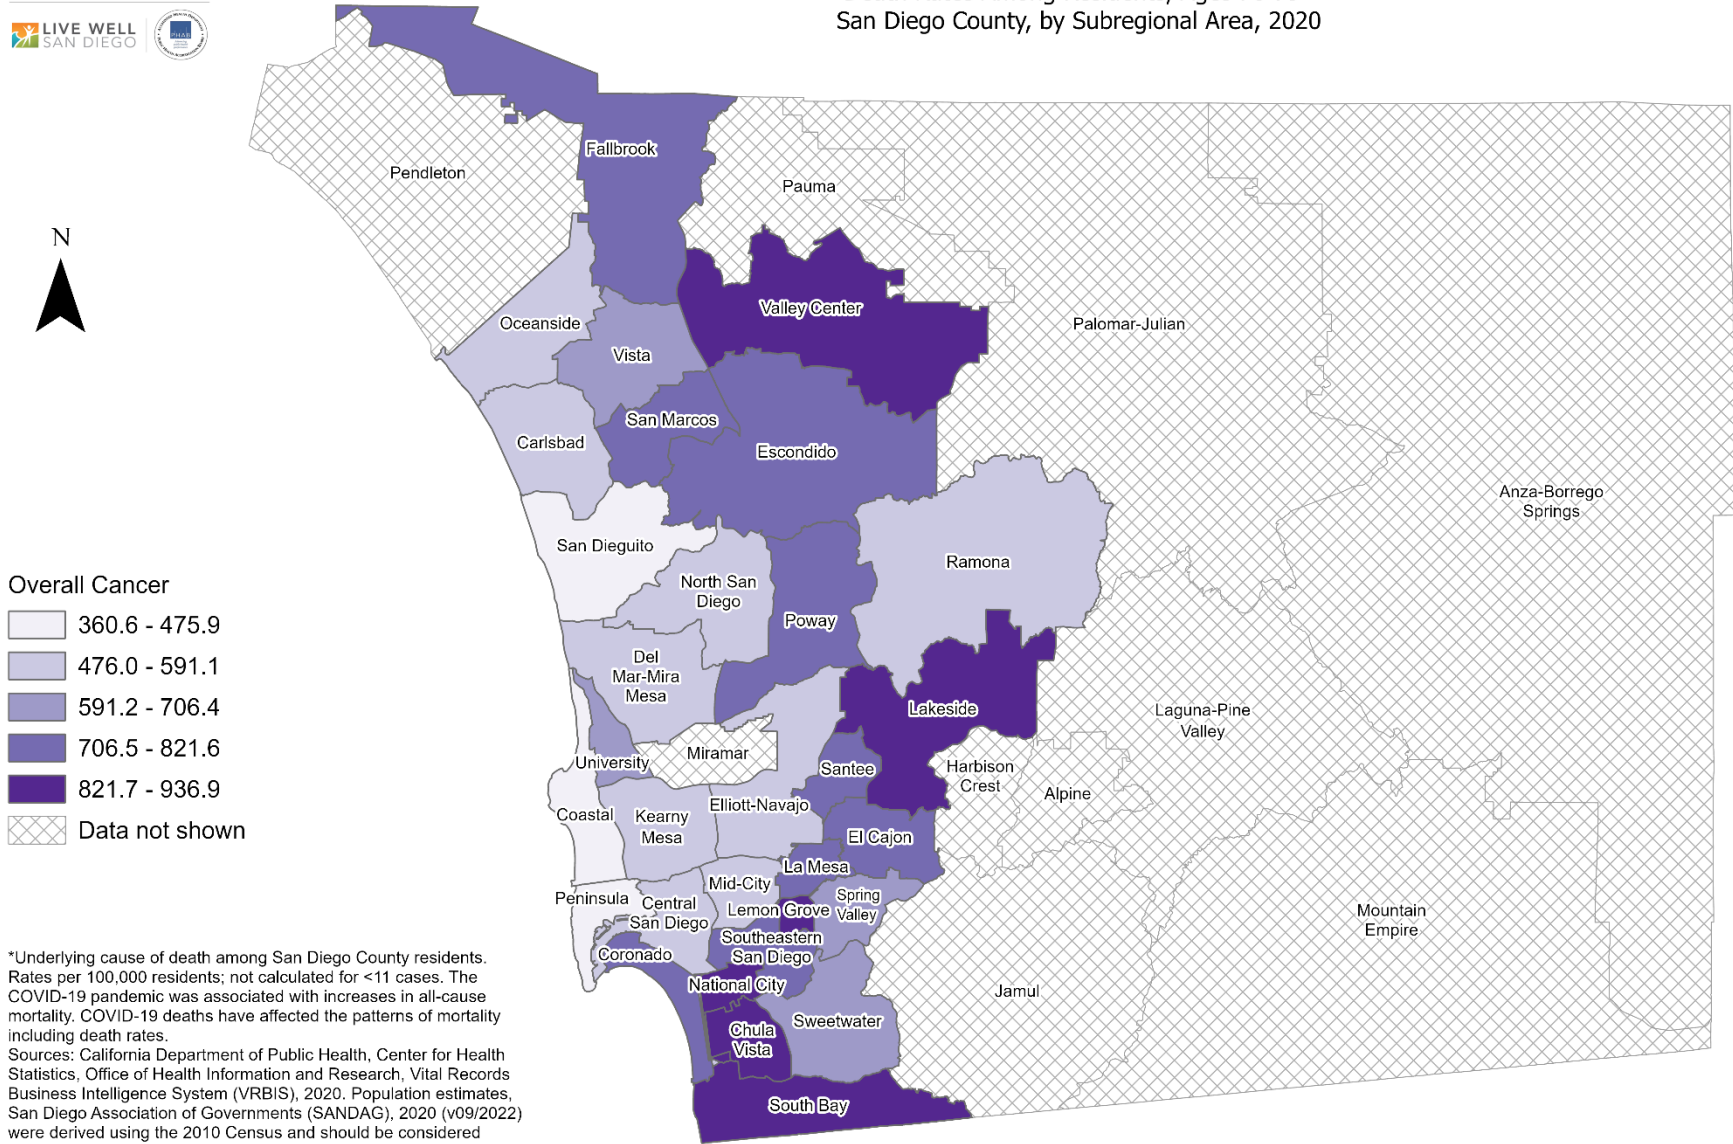 LIVE WELL
SAN DIEGO
San Diego County, by Subregional Area, 2020
N
Fallbrook
Pendleton
Pauma
Valley Center
Oceanside
Palomar-Julian
Vista
San Marcos
Carlsbad
Escondido
Anza-Borrego
Springs
San Dieguito
Ramona
North San
Diego
Poway
Del
Mar-Mira
Mesa
Lakeside
Laguna-Pine
Valley
Miramar
University
Santee
Harbison
Crest
Alpine
Coastal
Kearny
Mesa
Elliott-Navajo
El Cajon
La Mesa
Mid-City
Peninsula
Central
San Diego
Lemon Grove
Spring
Valley
Mountain
Empire
Southeastern
San Diego
Coronado
National City
Jamul
Sweetwater
Chula
Vista
South Bay
Overall Cancer
360.6 - 475.9
476.0 - 591.1
591.2 - 706.4
706.5 - 821.6
821.7 - 936.9
Data not shown
*Underlying cause of death among San Diego County residents.
Rates per 100,000 residents; not calculated for <11 cases. The
COVID-19 pandemic was associated with increases in all-cause
mortality. COVID-19 deaths have affected the patterns of mortality
including death rates.
Sources: California Department of Public Health, Center for Health
Statistics, Office of Health Information and Research, Vital Records
Business Intelligence System (VRBIS), 2020. Population estimates,
San Diego Association of Governments (SANDAG), 2020 (v09/2022)
were derived using the 2010 Census and should be considered